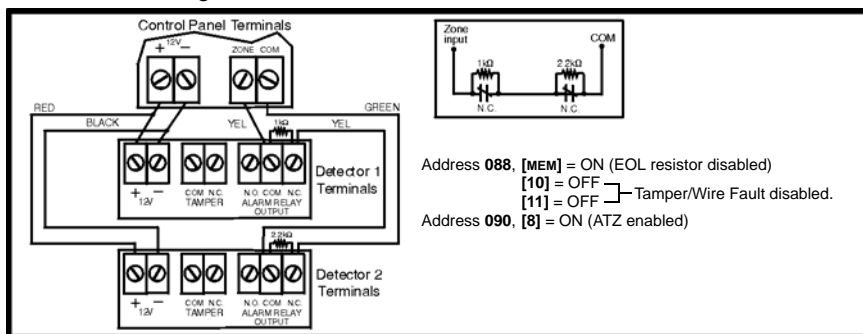 Control Panel Terminals
+ 12V −
ZONE COM
RED
BLACK
YEL
1kΩ
YEL
GREEN
Detector 1
Terminals
+ −
12V
COM N.C.
TAMPER
N.O. COM N.C.
ALARM RELAY
OUTPUT
2.2kΩ
Detector 2
Terminals
+ −
12V
COM N.C.
TAMPER
N.O. COM N.C.
ALARM RELAY
OUTPUT
Zone
input
COM
1kΩ
2.2kΩ
N.C.
N.C.
Address 088, [MEM] = ON (EOL resistor disabled)
[10] = OFF
[11] = OFF
Tamper/Wire Fault disabled.
Address 090, [8] = ON (ATZ enabled)